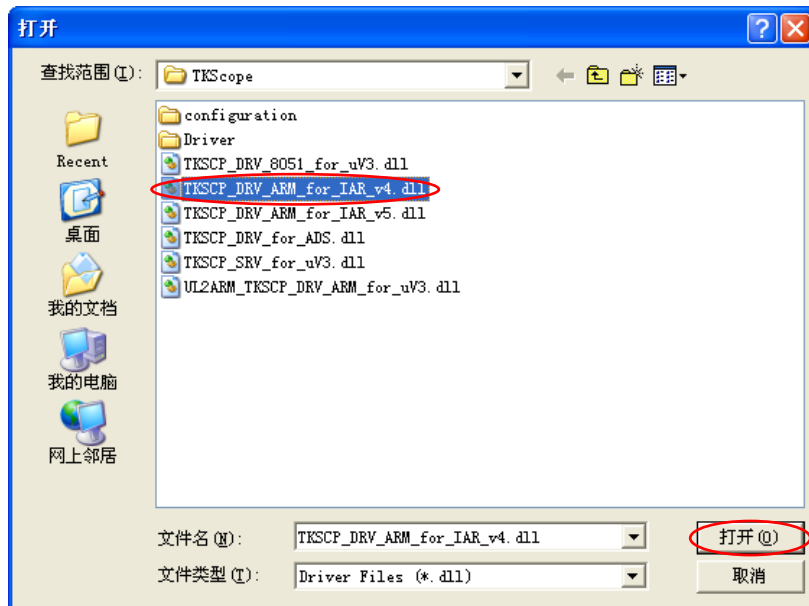 打开
查找范围(I):
TKScope
configuration
Driver
TKSCP_DRV_8051_for_uV3.dll
TKSCP_DRV_ARM_for_IAR_v4.dll
TKSCP_DRV_ARM_for_IAR_v5.dll
TKSCP_DRV_for_ADS.dll
TKSCP_SRV_for_uV3.dll
UL2ARM_TKSCP_DRV_ARM_for_uV3.dll
Recent
桌面
我的文档
我的电脑
网上邻居
文件名(N):
TKSCP_DRV_ARM_for_IAR_v4.dll
打开(O)
文件类型(T):
Driver Files (*.dll)
取消